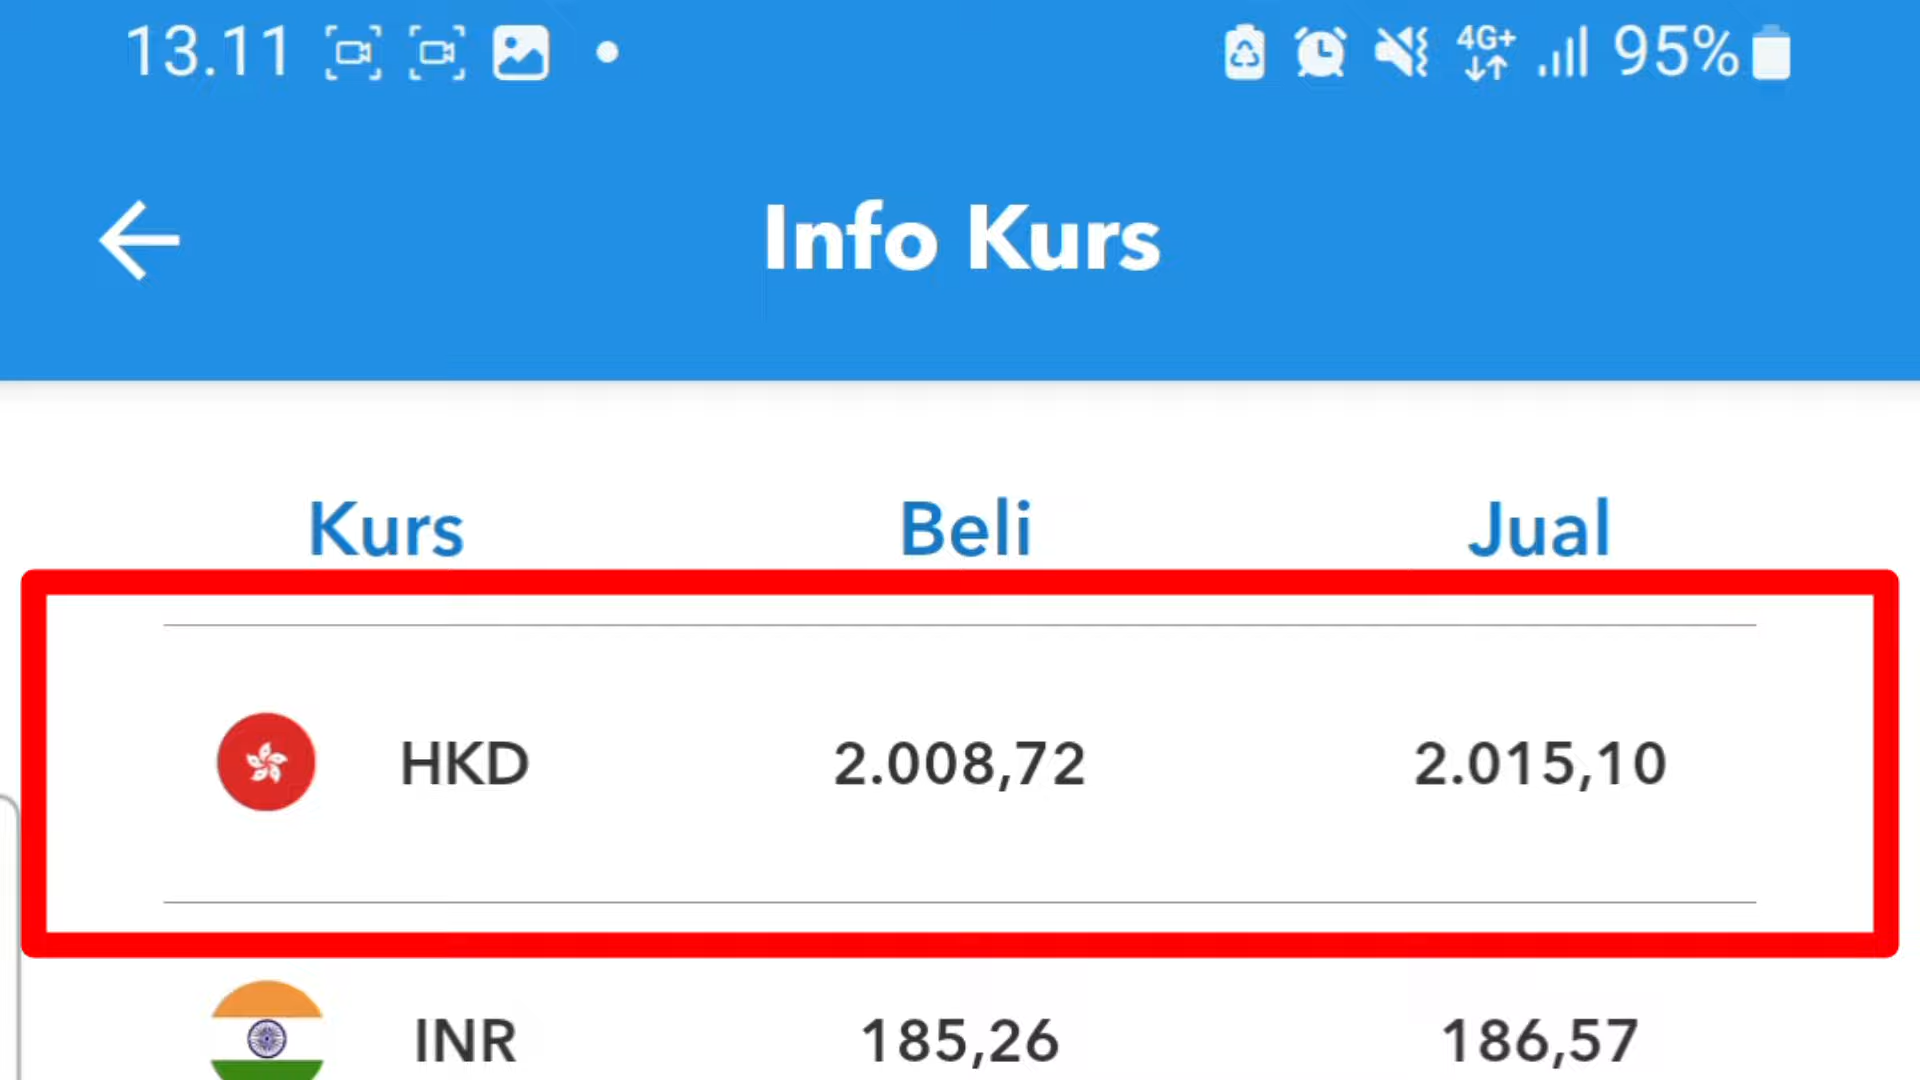 13.11 4G+ 95%
Info Kurs
Kurs Beli Jual
HKD 2.008,72 2.015,10
INR 185,26 186,57